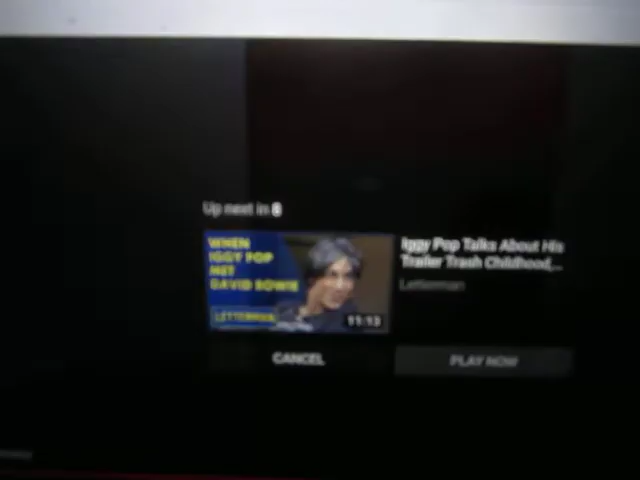 Up next in 8
WHEN
IGGY POP
MET
DAVID BOWIE
LETTERMAN
11:13
Iggy Pop Talks About His
Trailer Trash Childhood,...
Letterman
CANCEL
PLAY NOW